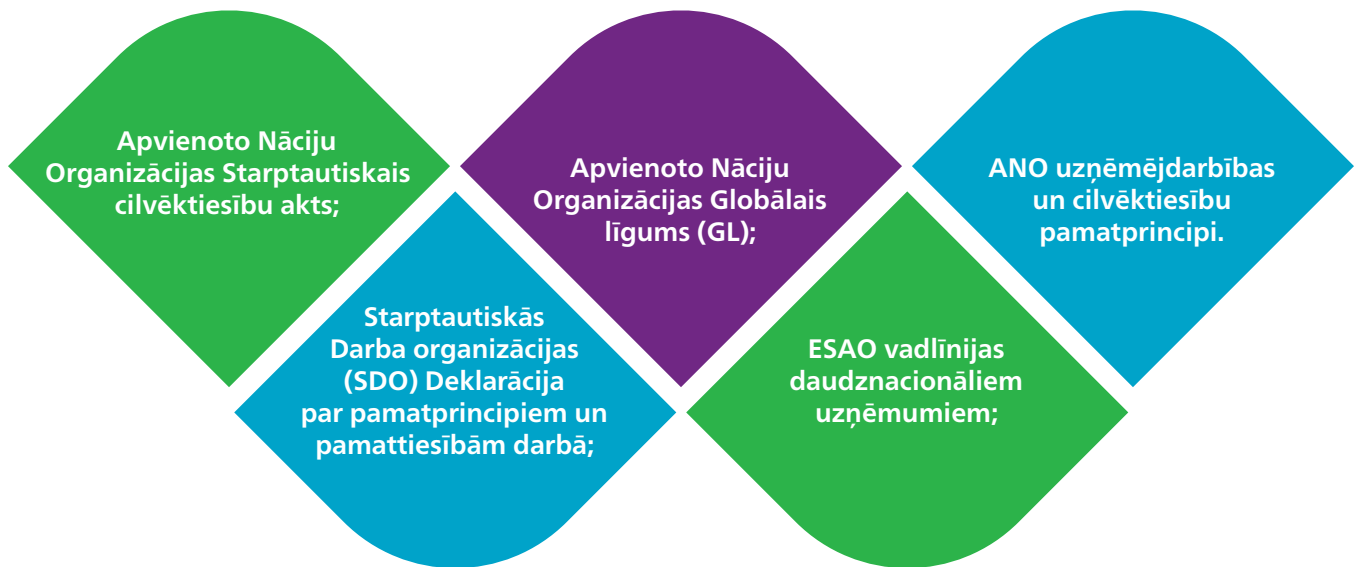 Apvienoto Nāciju
Organizācijas Starptautiskais
cilvēktiesību akts;
Starptautiskās
Darba organizācijas
(SDO) Deklarācija
par pamatprincipiem un
pamattiesībām darbā;
Apvienoto Nāciju
Organizācijas Globālais
līgums (GL);
ESAO vadlīnijas
daudznacionāliem
uzņēmumiem;
ANO uzņēmējdarbības
un cilvēktiesību
pamatprincipi.